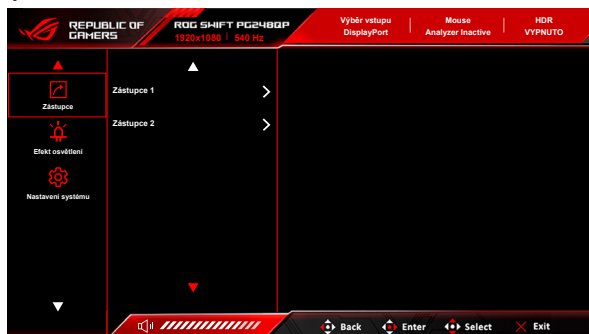 REPUBLIC OF
GAMERS
ROG SHIFT PG248QP
1920x1080 540 Hz
Výběr vstupu
DisplayPort
Mouse
Analyzer Inactive
HDR
VYPNUTO
Zástupce
Efekt osvětlení
Nastavení systému
Zástupce 1
Zástupce 2
Back
Enter
Select
Exit